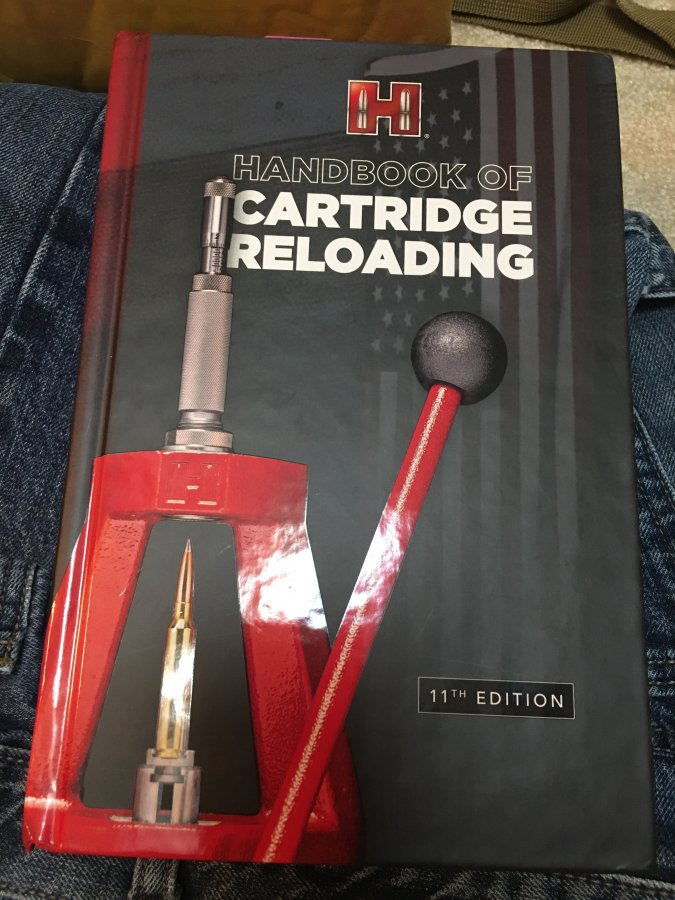 H
HANDBOOK OF
CARTRIDGE
RELOADING
11TH EDITION